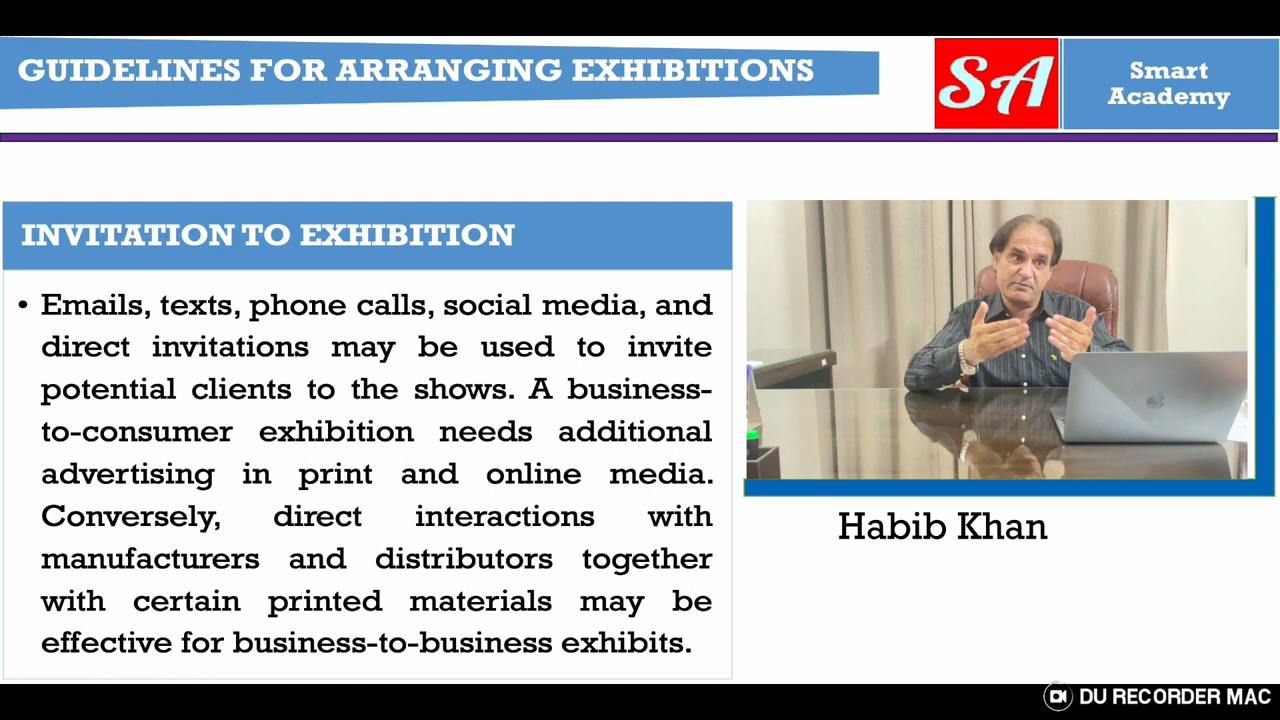 GUIDELINES FOR ARRANGING EXHIBITIONS
SA
Smart
Academy
INVITATION TO EXHIBITION
• Emails, texts, phone calls, social media, and
direct invitations may be used to invite
potential clients to the shows. A business-
to-consumer exhibition needs additional
advertising in print and online media.
Conversely, direct interactions with
manufacturers and distributors together
with certain printed materials may be
effective for business-to-business exhibits.
Habib Khan
DU RECORDER MAC